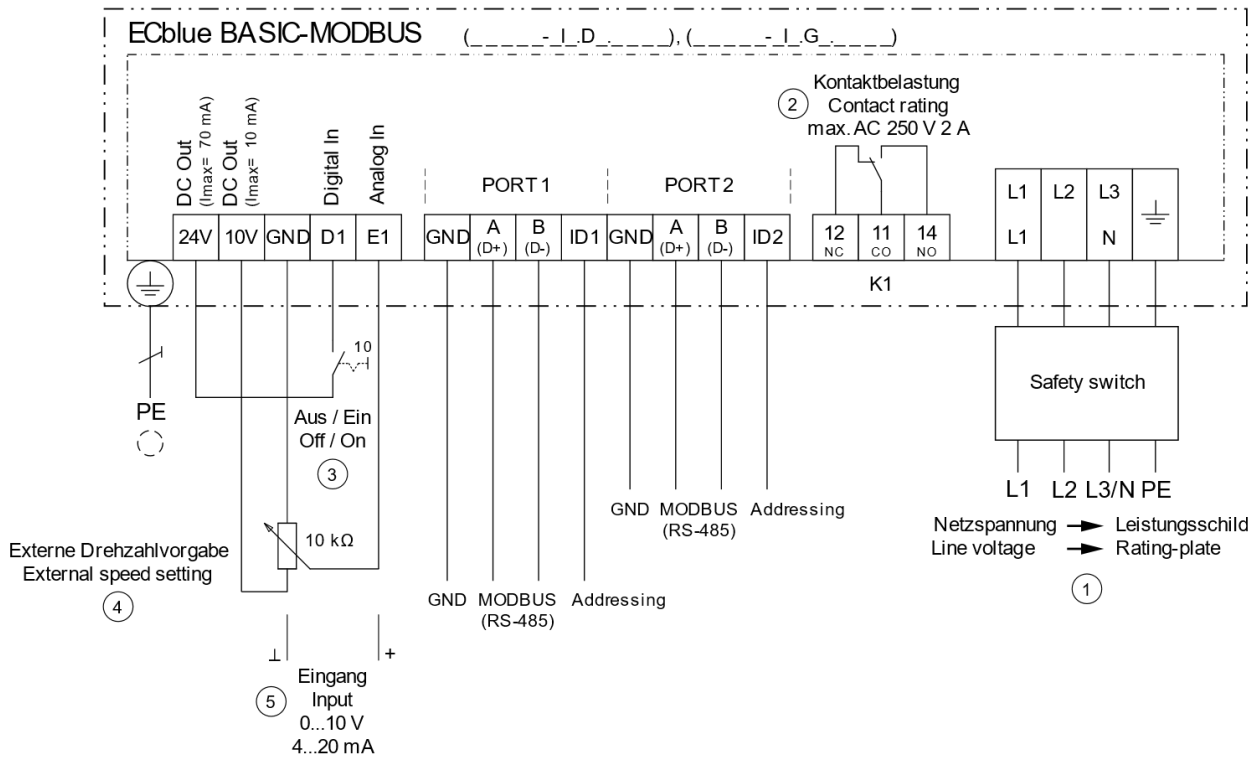 ECblue BASIC-MODBUS (_ _ _ _ _-_I_.D_._ _ _ _), (_ _ _ _ _-_I_.G_._ _ _ _)
2
Kontaktbelastung
Contact rating
max. AC 250 V 2 A
DC Out
(Imax= 70 mA)
DC Out
(Imax= 10 mA)
Digital In
Analog In
PORT1
PORT2
24V 10V GND D1 E1
GND A (D+) B (D-) ID1 GND A (D+) B (D-) ID2
12 NC 11 CO 14 NO
K1
L1 L2 L3
L1 N
10
Aus / Ein
Off / On
3
PE
Safety switch
L1 L2 L3/N PE
Netzspannung → Leistungsschild
Line voltage → Rating-plate
1
GND MODBUS Addressing
(RS-485)
10 kΩ
Externe Drehzahlvorgabe
External speed setting
4
GND MODBUS Addressing
(RS-485)
⊥ +
5
Eingang
Input
0...10 V
4...20 mA